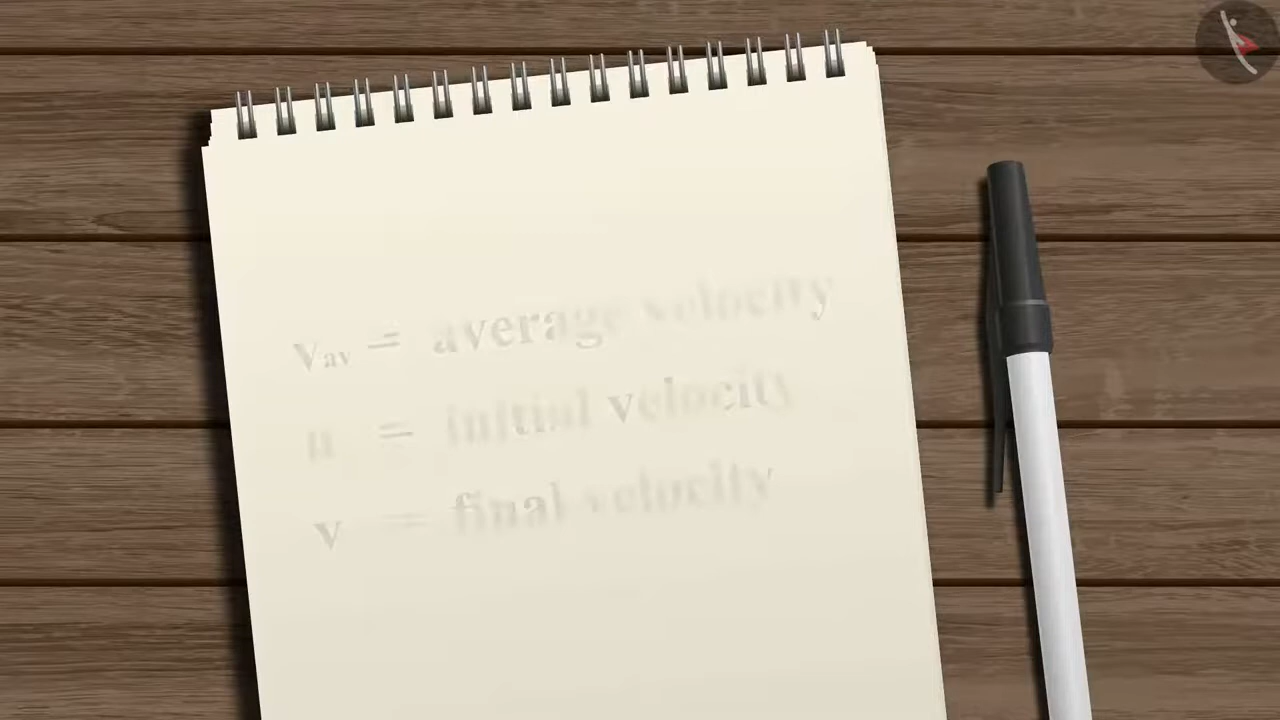 vav = average velocity
u = initial velocity
v = final velocity